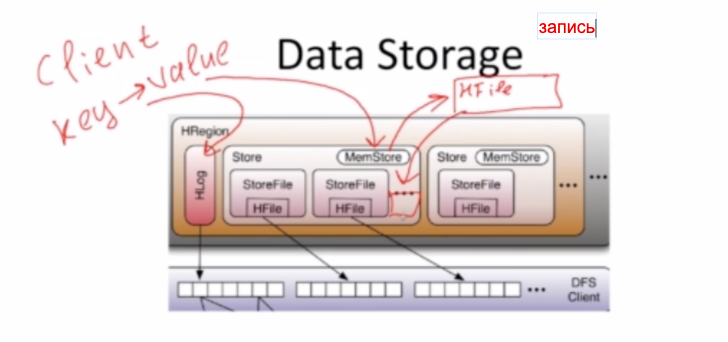 запись
Data Storage
Client
key → value
HFile
HRegion
HLog
Store
MemStore
StoreFile
HFile
StoreFile
HFile
...
Store
MemStore
StoreFile
HFile
...
...
...
DFS
Client